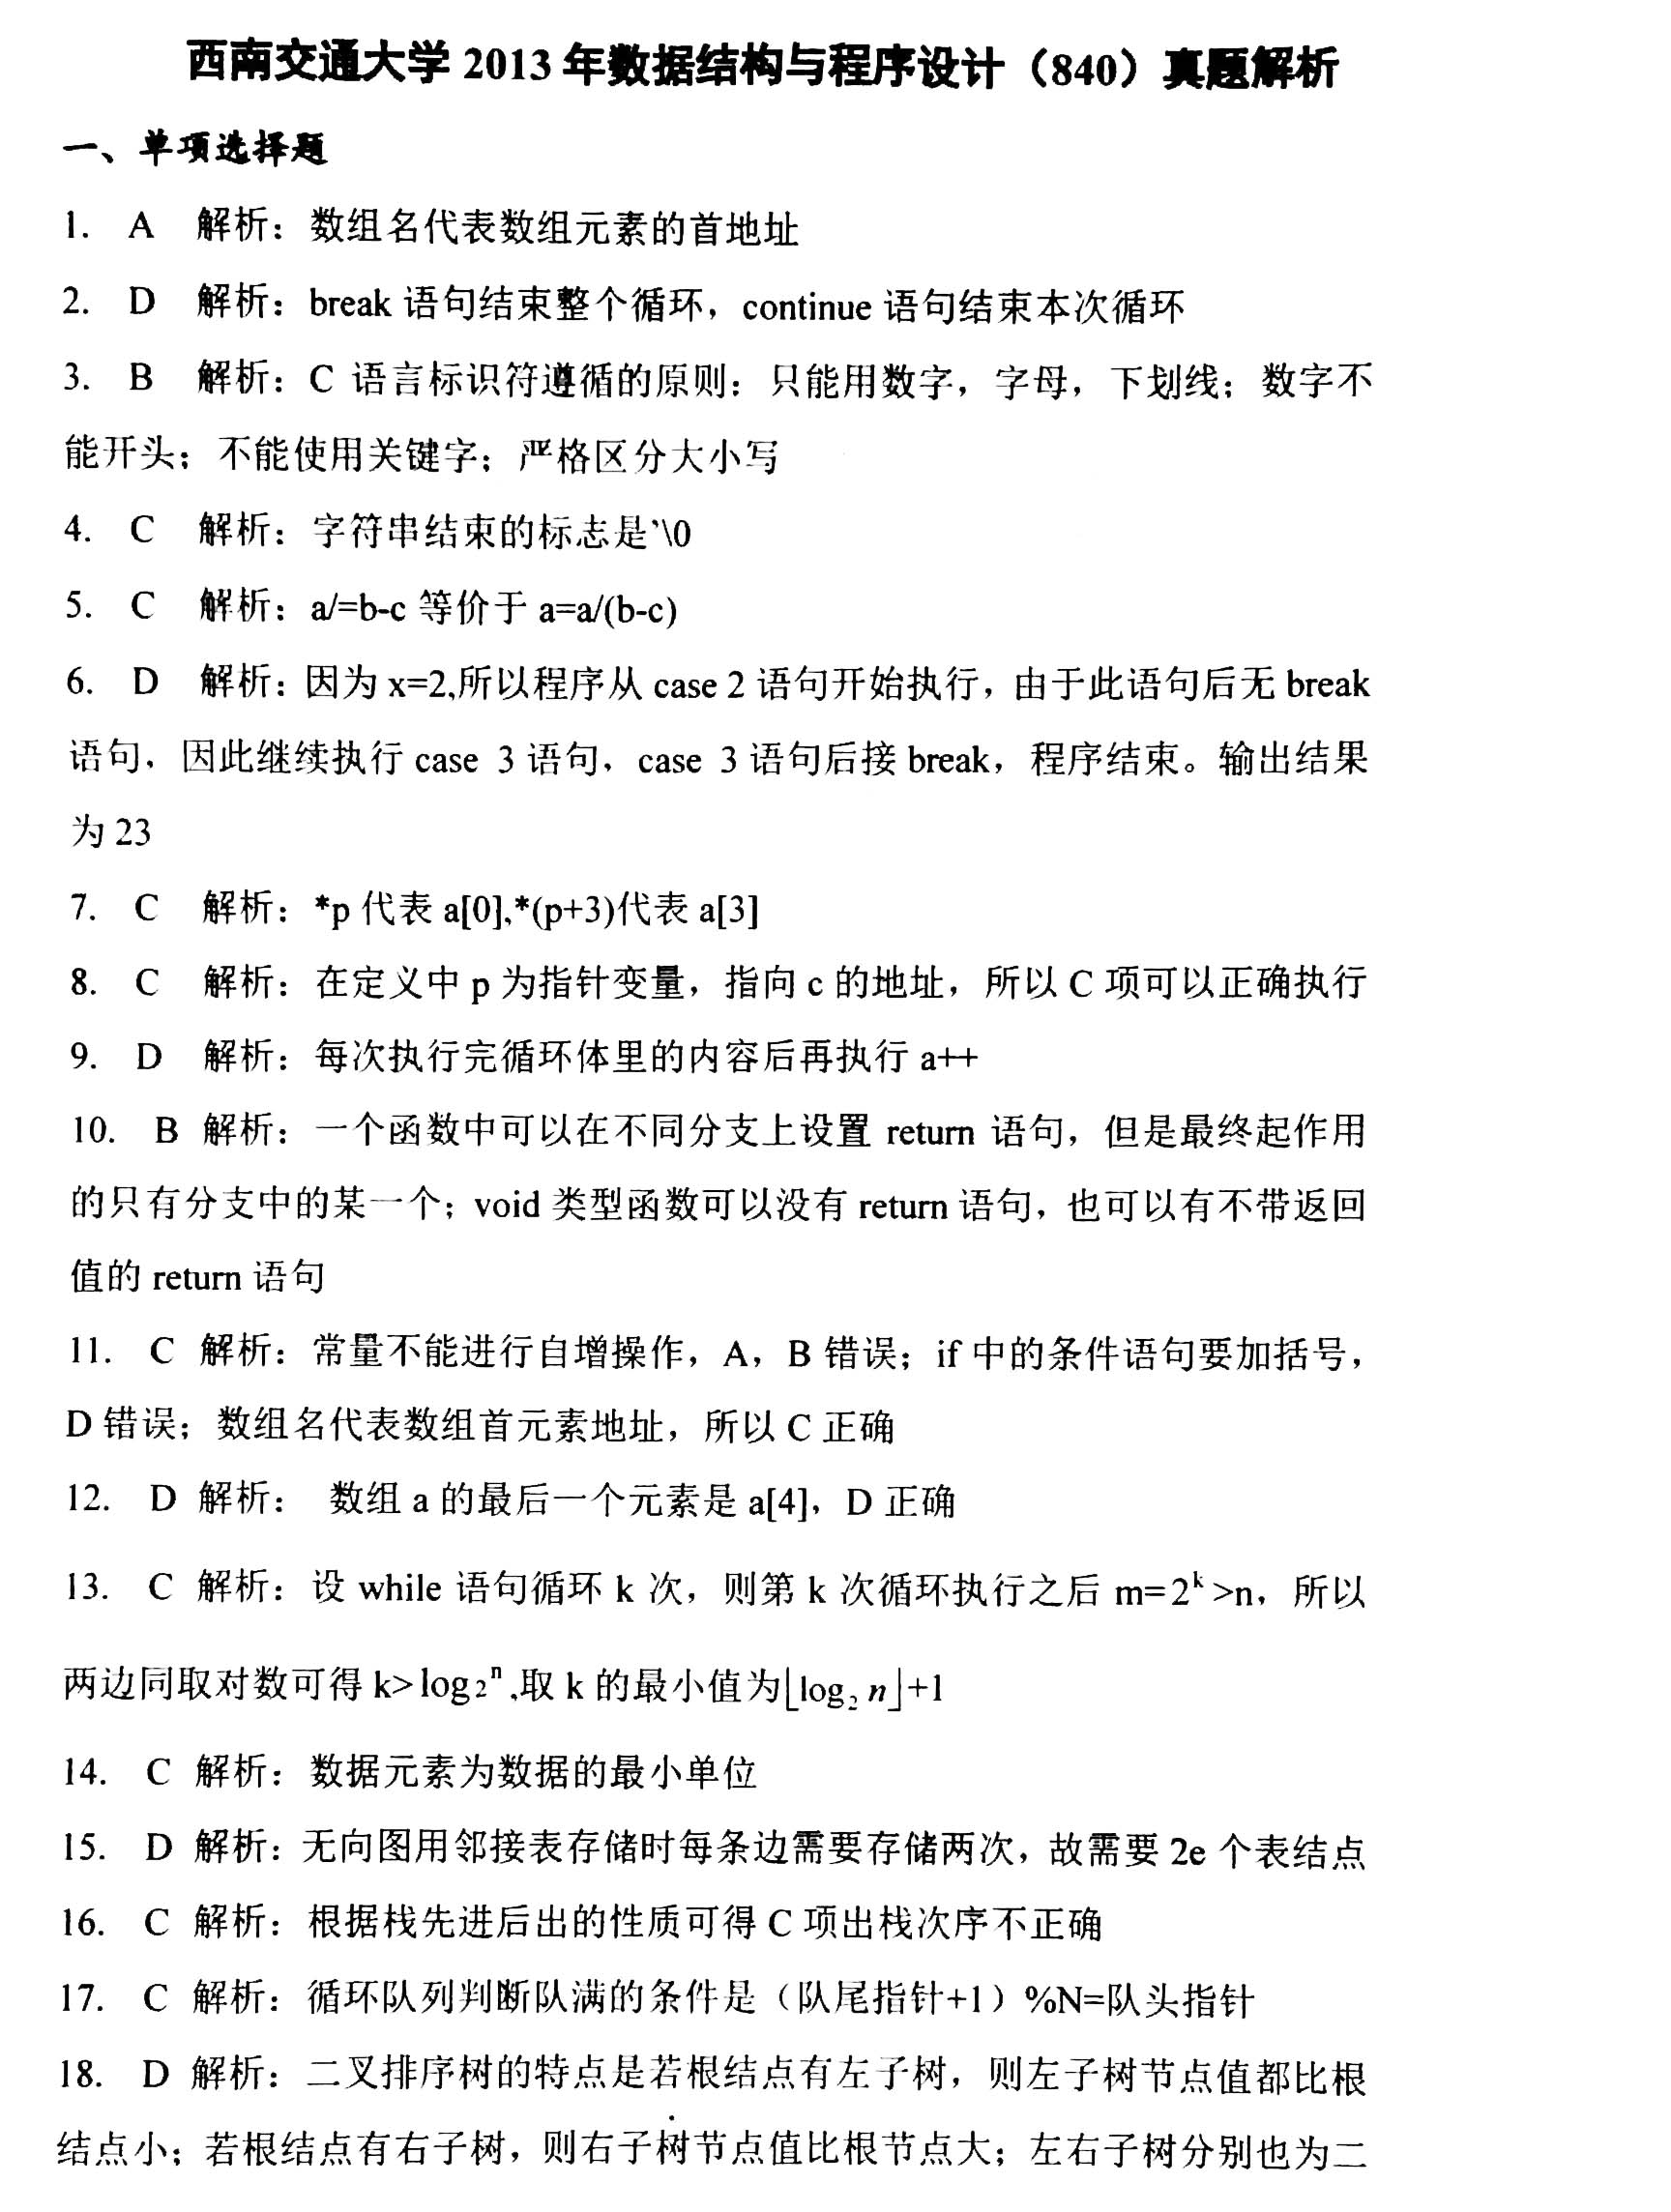 西南交通大学 2013 年数据结构与程序设计（840）真题解析
一、单项选择题
1. A 解析：数组名代表数组元素的首地址
2. D 解析：break 语句结束整个循环，continue 语句结束本次循环
3. B 解析：C 语言标识符遵循的原则：只能用数字，字母，下划线；数字不
能开头；不能使用关键字；严格区分大小写
4. C 解析：字符串结束的标志是’\0
5. C 解析：a/=b-c 等价于 a=a/(b-c)
6. D 解析：因为 x=2,所以程序从 case 2 语句开始执行，由于此语句后无 break
语句，因此继续执行 case 3 语句，case 3 语句后接 break，程序结束。输出结果
为 23
7. C 解析：*p 代表 a[0],*(p+3)代表 a[3]
8. C 解析：在定义中 p 为指针变量，指向 c 的地址，所以 C 项可以正确执行
9. D 解析：每次执行完循环体里的内容后再执行 a++
10. B 解析：一个函数中可以在不同分支上设置 return 语句，但是最终起作用
的只有分支中的某一个；void 类型函数可以没有 return 语句，也可以有不带返回
值的 return 语句
11. C 解析：常量不能进行自增操作，A，B 错误；if 中的条件语句要加括号，
D 错误；数组名代表数组首元素地址，所以 C 正确
12. D 解析： 数组 a 的最后一个元素是 a[4]，D 正确
13. C 解析：设 while 语句循环 k 次，则第 k 次循环执行之后 m=2^k>n，所以
两边同取对数可得 k>log₂ⁿ,取 k 的最小值为⌊log₂ n⌋+1
14. C 解析：数据元素为数据的最小单位
15. D 解析：无向图用邻接表存储时每条边需要存储两次，故需要 2e 个表结点
16. C 解析：根据栈先进后出的性质可得 C 项出栈次序不正确
17. C 解析：循环队列判断队满的条件是（队尾指针+1）%N=队头指针
18. D 解析：二叉排序树的特点是若根结点有左子树，则左子树节点值都比根
结点小；若根结点有右子树，则右子树节点值比根节点大；左右子树分别也为二